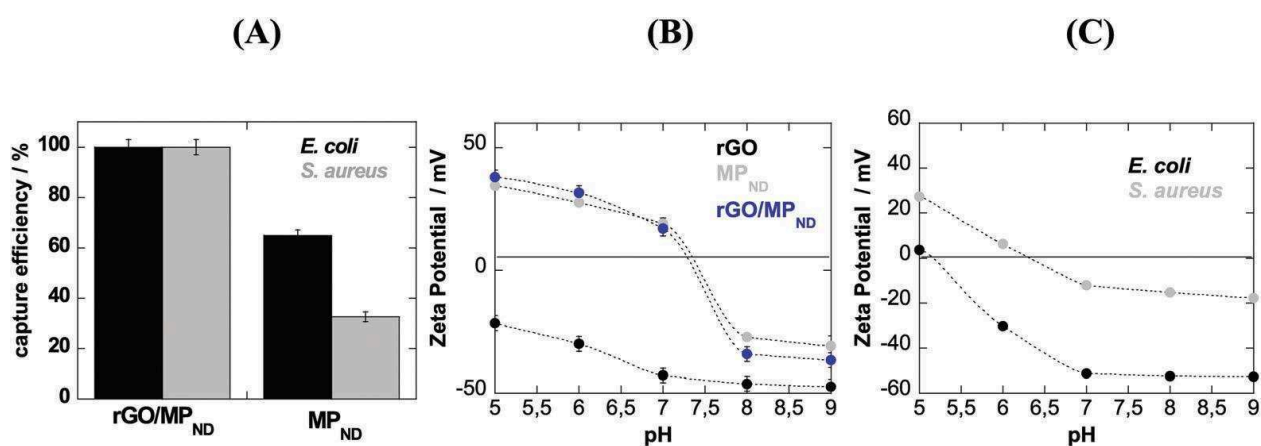 (A)
(B)
(C)
capture efficiency / %
100
80
60
40
20
0
E. coli
S. aureus
rGO/MP_ND
MP_ND
Zeta Potential / mV
50
0
-50
rGO
MP_ND
rGO/MP_ND
5 5,5 6 6,5 7 7,5 8 8,5 9
pH
Zeta Potential / mV
60
40
20
0
-20
-40
-60
E. coli
S. aureus
5 5,5 6 6,5 7 7,5 8 8,5 9
pH